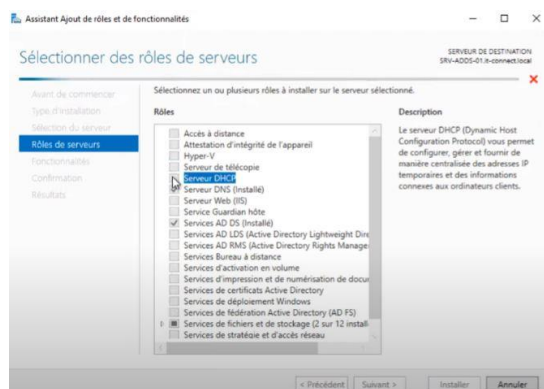 Assistant Ajout de rôles et de fonctionnalités
Sélectionner des rôles de serveurs
SERVEUR DE DESTINATION
SRV-ADDS-01.it-connect.local
Avant de commencer
Type d'installation
Sélection du serveur
Rôles de serveurs
Fonctionnalités
Confirmation
Résultats
Sélectionnez un ou plusieurs rôles à installer sur le serveur sélectionné.
Rôles
Accès à distance
Attestation d'intégrité de l'appareil
Hyper-V
Serveur de télécopie
Serveur DHCP
Serveur DNS (Installé)
Serveur Web (IIS)
Service Guardian hôte
Services AD DS (Installé)
Services AD LDS (Active Directory Lightweight Dire
Services AD RMS (Active Directory Rights Manage
Services Bureau à distance
Services d'activation en volume
Services d'impression et de numérisation de docu
Services de certificats Active Directory
Services de déploiement Windows
Services de fédération Active Directory (AD FS)
Services de fichiers et de stockage (2 sur 12 install
Services de stratégie et d'accès réseau
Description
Le serveur DHCP (Dynamic Host
Configuration Protocol) vous permet
de configurer, gérer et fournir de
manière centralisée des adresses IP
temporaires et des informations
connexes aux ordinateurs clients.
< Précédent
Suivant >
Installer
Annuler